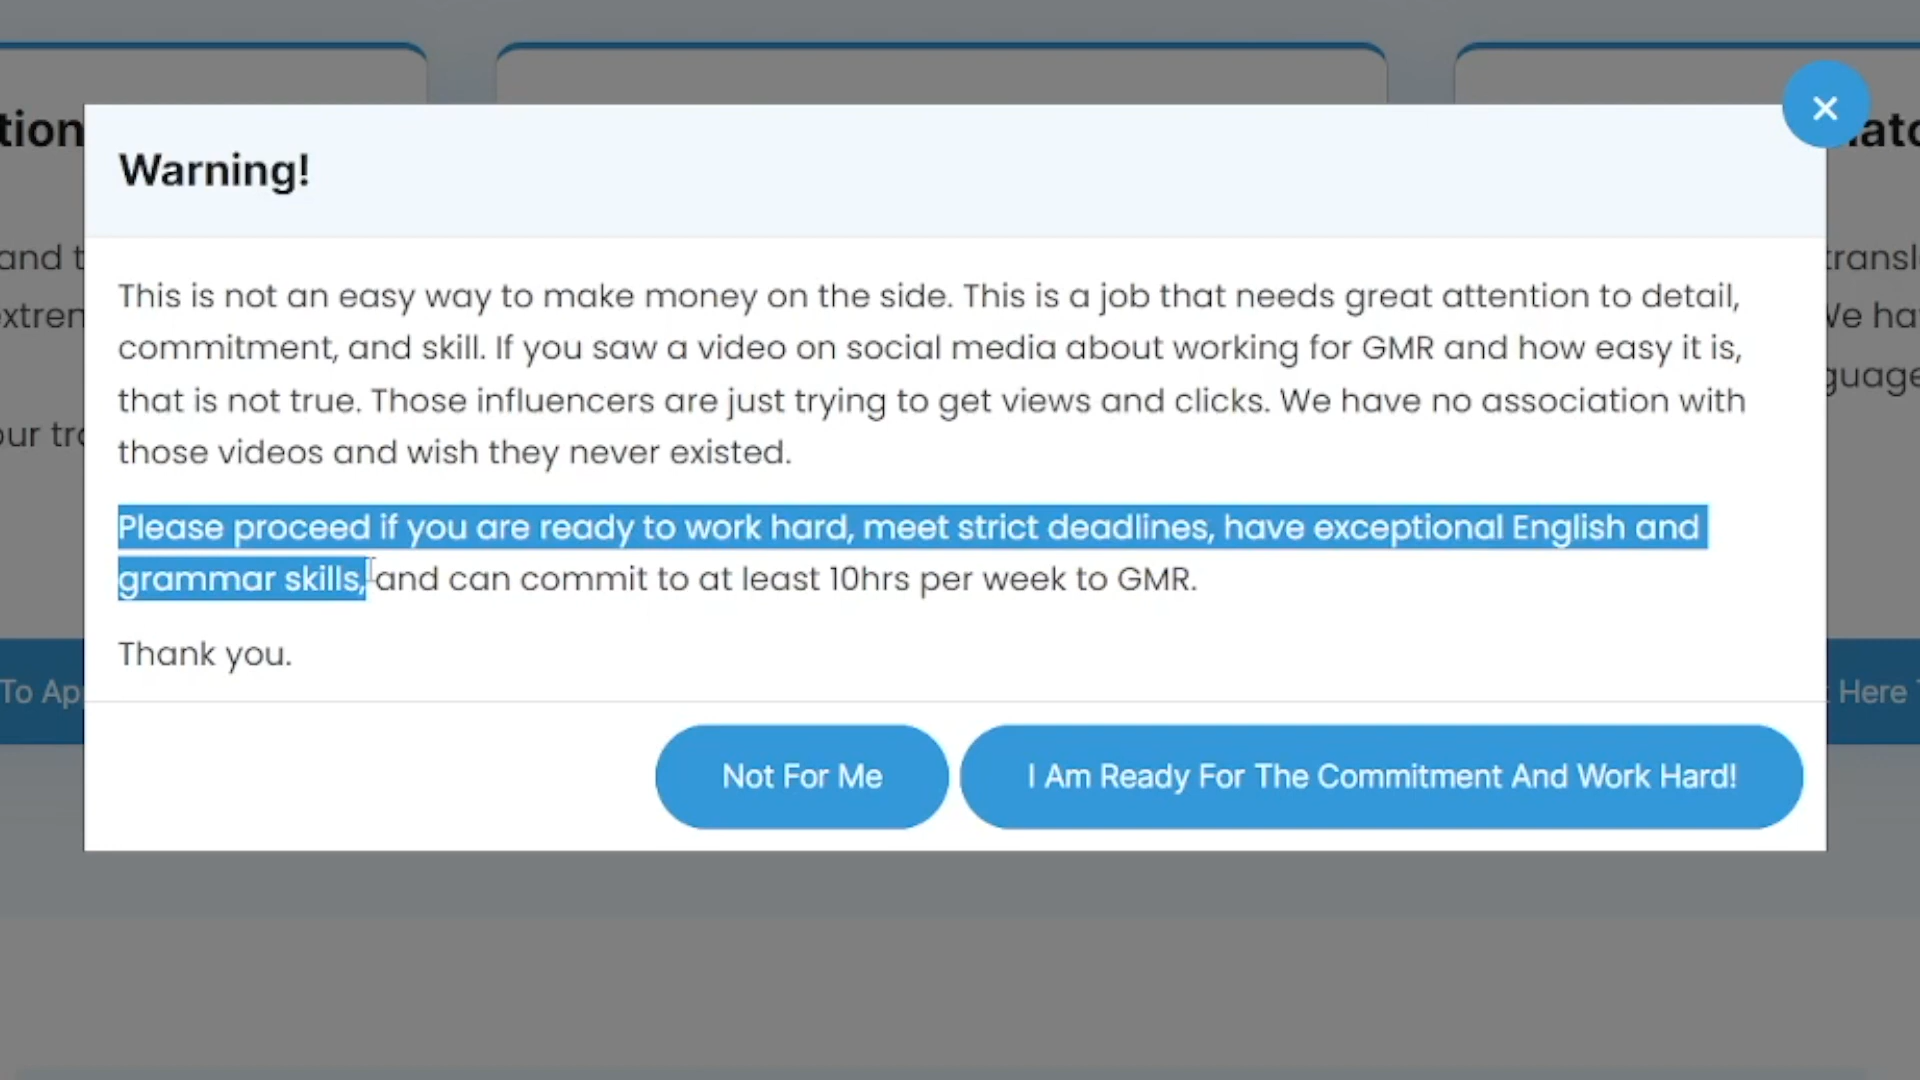 Warning!
This is not an easy way to make money on the side. This is a job that needs great attention to detail,
commitment, and skill. If you saw a video on social media about working for GMR and how easy it is,
that is not true. Those influencers are just trying to get views and clicks. We have no association with
those videos and wish they never existed.
Please proceed if you are ready to work hard, meet strict deadlines, have exceptional English and
grammar skills, and can commit to at least 10hrs per week to GMR.
Thank you.
To Ap
Here
Not For Me
I Am Ready For The Commitment And Work Hard!